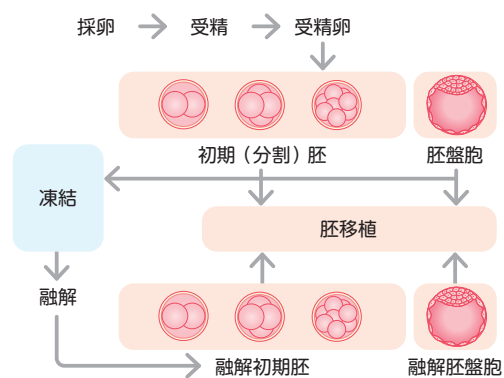 採卵
受精
受精卵
初期（分割）胚
胚盤胞
凍結
胚移植
融解
融解初期胚
融解胚盤胞